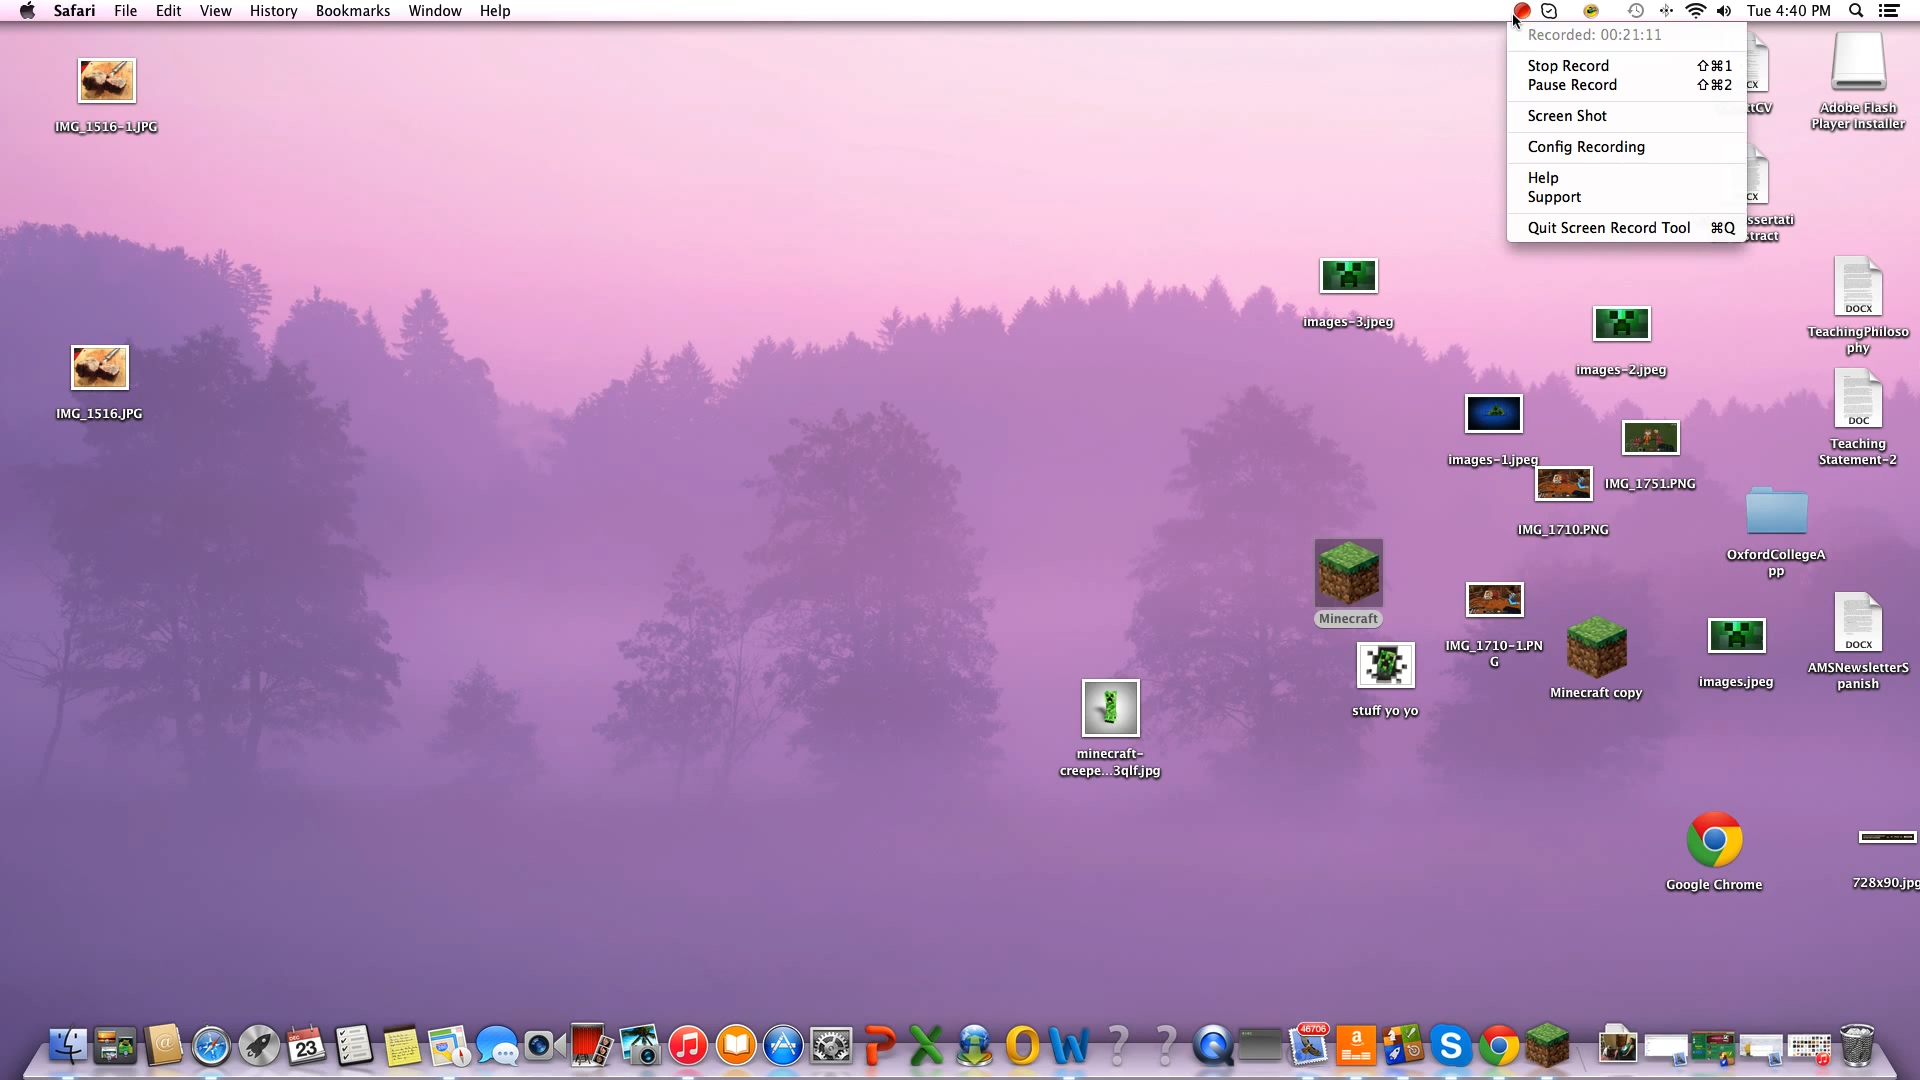 Safari File Edit View History Bookmarks Window Help
Tue 4:40 PM
Recorded: 00:21:11
Stop Record ⇧⌘1
Pause Record ⇧⌘2
Screen Shot
Config Recording
Help
Support
Quit Screen Record Tool ⌘Q
IMG_1516-1.JPG
IMG_1516.JPG
images-3.jpeg
images-2.jpeg
images-1.jpeg
IMG_1751.PNG
IMG_1710.PNG
Minecraft
IMG_1710-1.PN
G
stuff yo yo
Minecraft copy
images.jpeg
minecraft-
creepe...3qlf.jpg
Google Chrome
728x90.jpg
OxfordCollegeA
pp
Adobe Flash
Player Installer
DOCX
TeachingPhiloso
phy
DOC
Teaching
Statement-2
DOCX
AMSNewsletterS
panish
DEC
23
46706